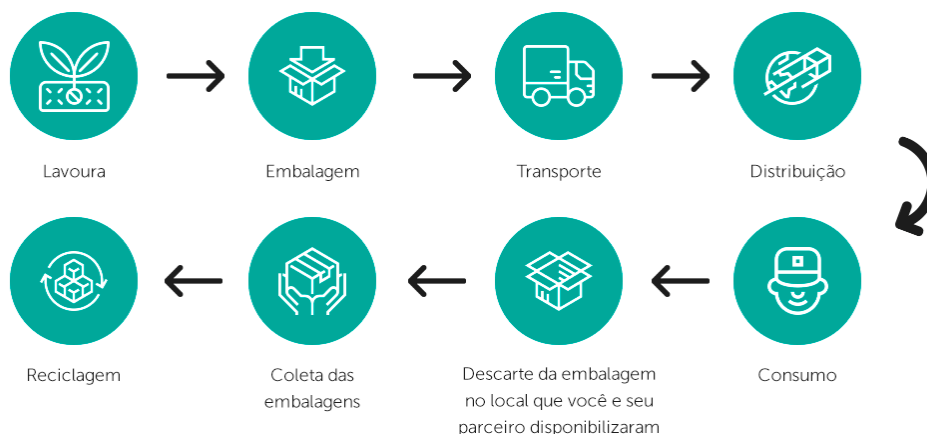 Lavoura
Embalagem
Transporte
Distribuição
Reciclagem
Coleta das
embalagens
Descarte da embalagem
no local que você e seu
parceiro disponibilizaram
Consumo